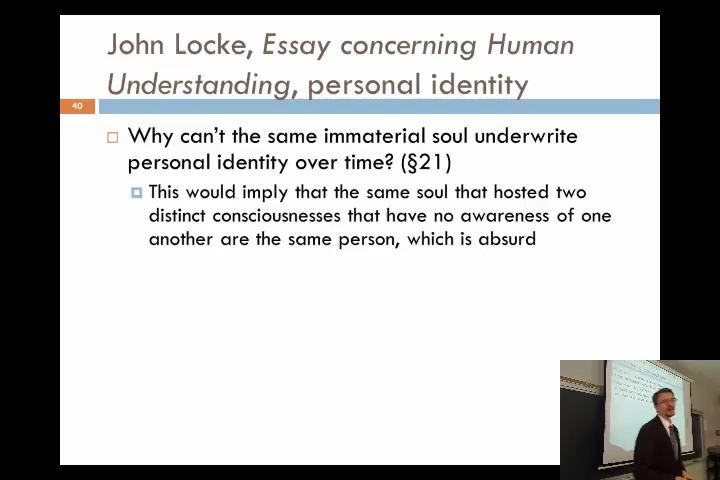 John Locke, Essay concerning Human
Understanding, personal identity
40
Why can't the same immaterial soul underwrite
personal identity over time? (§21)
This would imply that the same soul that hosted two
distinct consciousnesses that have no awareness of one
another are the same person, which is absurd